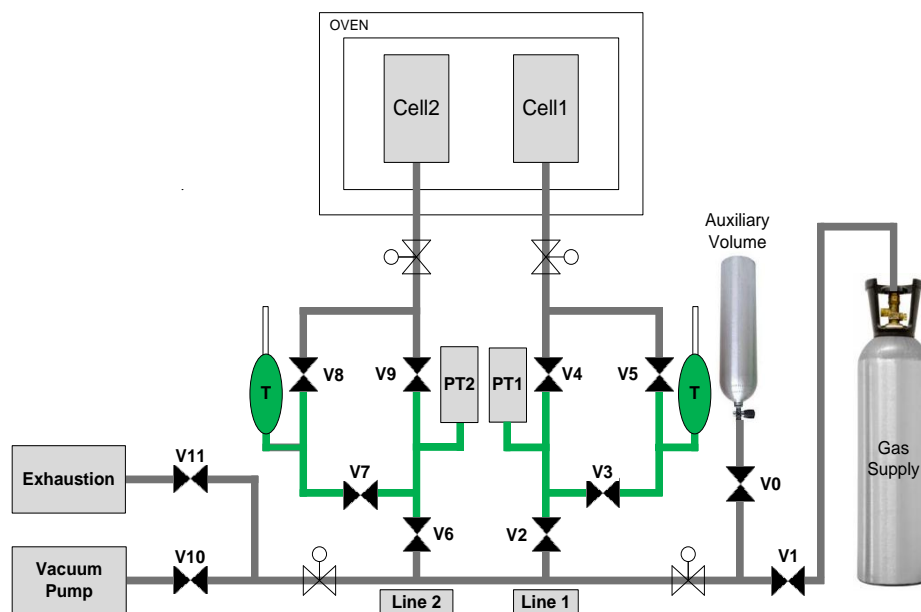 OVEN
Cell2
Cell1
Auxiliary
Volume
V8
V9
PT2
PT1
V4
V5
T
T
Gas
Supply
V11
Exhaustion
V7
V3
V0
V6
V2
V10
V1
Vacuum
Pump
Line 2
Line 1